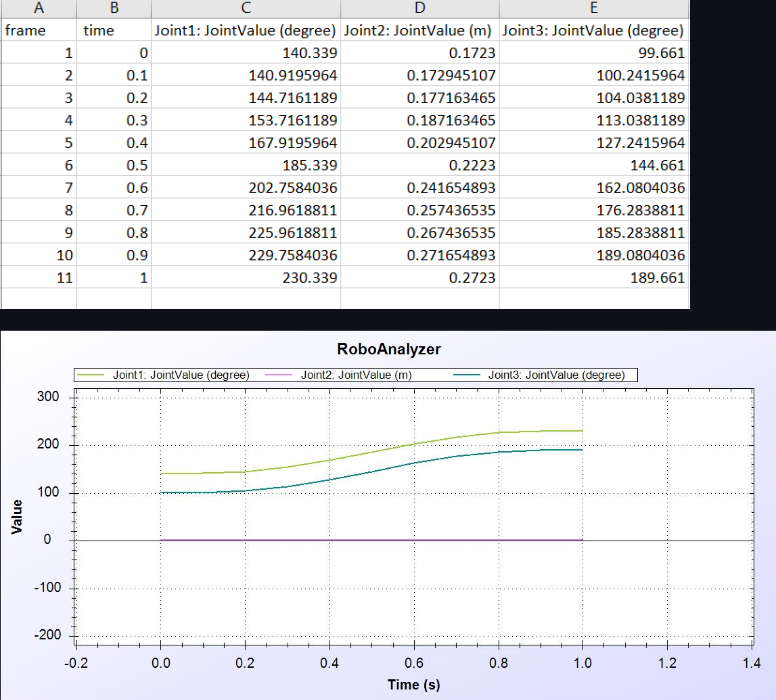 A B C D E
frame time Joint1: JointValue (degree) Joint2: JointValue (m) Joint3: JointValue (degree)
1 0 140.339 0.1723 99.661
2 0.1 140.9195964 0.172945107 100.2415964
3 0.2 144.7161189 0.177163465 104.0381189
4 0.3 153.7161189 0.187163465 113.0381189
5 0.4 167.9195964 0.202945107 127.2415964
6 0.5 185.339 0.2223 144.661
7 0.6 202.7584036 0.241654893 162.0804036
8 0.7 216.9618811 0.257436535 176.2838811
9 0.8 225.9618811 0.267436535 185.2838811
10 0.9 229.7584036 0.271654893 189.0804036
11 1 230.339 0.2723 189.661
RoboAnalyzer
Joint1: JointValue (degree) Joint2: JointValue (m) Joint3: JointValue (degree)
300
200
100
0
-100
-200
Value
-0.2 0.0 0.2 0.4 0.6 0.8 1.0 1.2 1.4
Time (s)